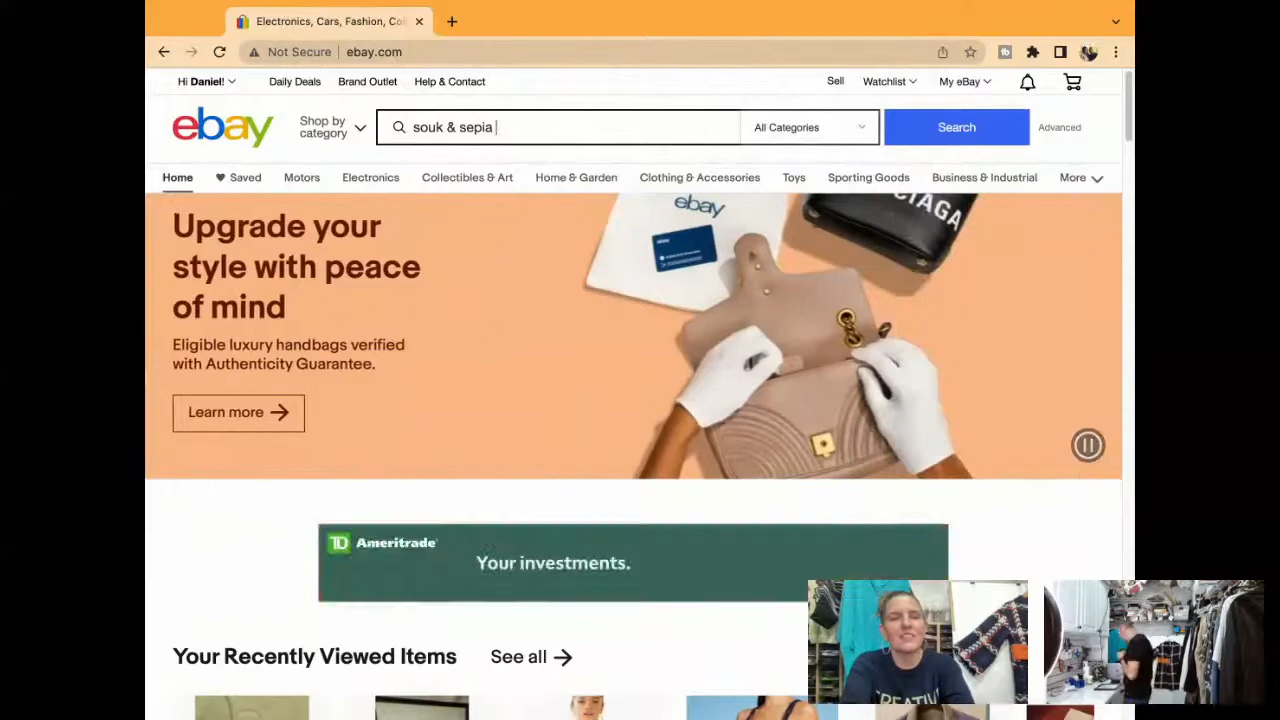 Electronics, Cars, Fashion, Col
Not Secure | ebay.com
Hi Daniel! Daily Deals Brand Outlet Help & Contact Sell Watchlist My eBay
ebay Shop by category souk & sepia All Categories Search Advanced
Home Saved Motors Electronics Collectibles & Art Home & Garden Clothing & Accessories Toys Sporting Goods Business & Industrial More
ebay
Upgrade your
style with peace
of mind
Eligible luxury handbags verified
with Authenticity Guarantee.
Learn more
TD Ameritrade
Your investments.
Your Recently Viewed Items See all